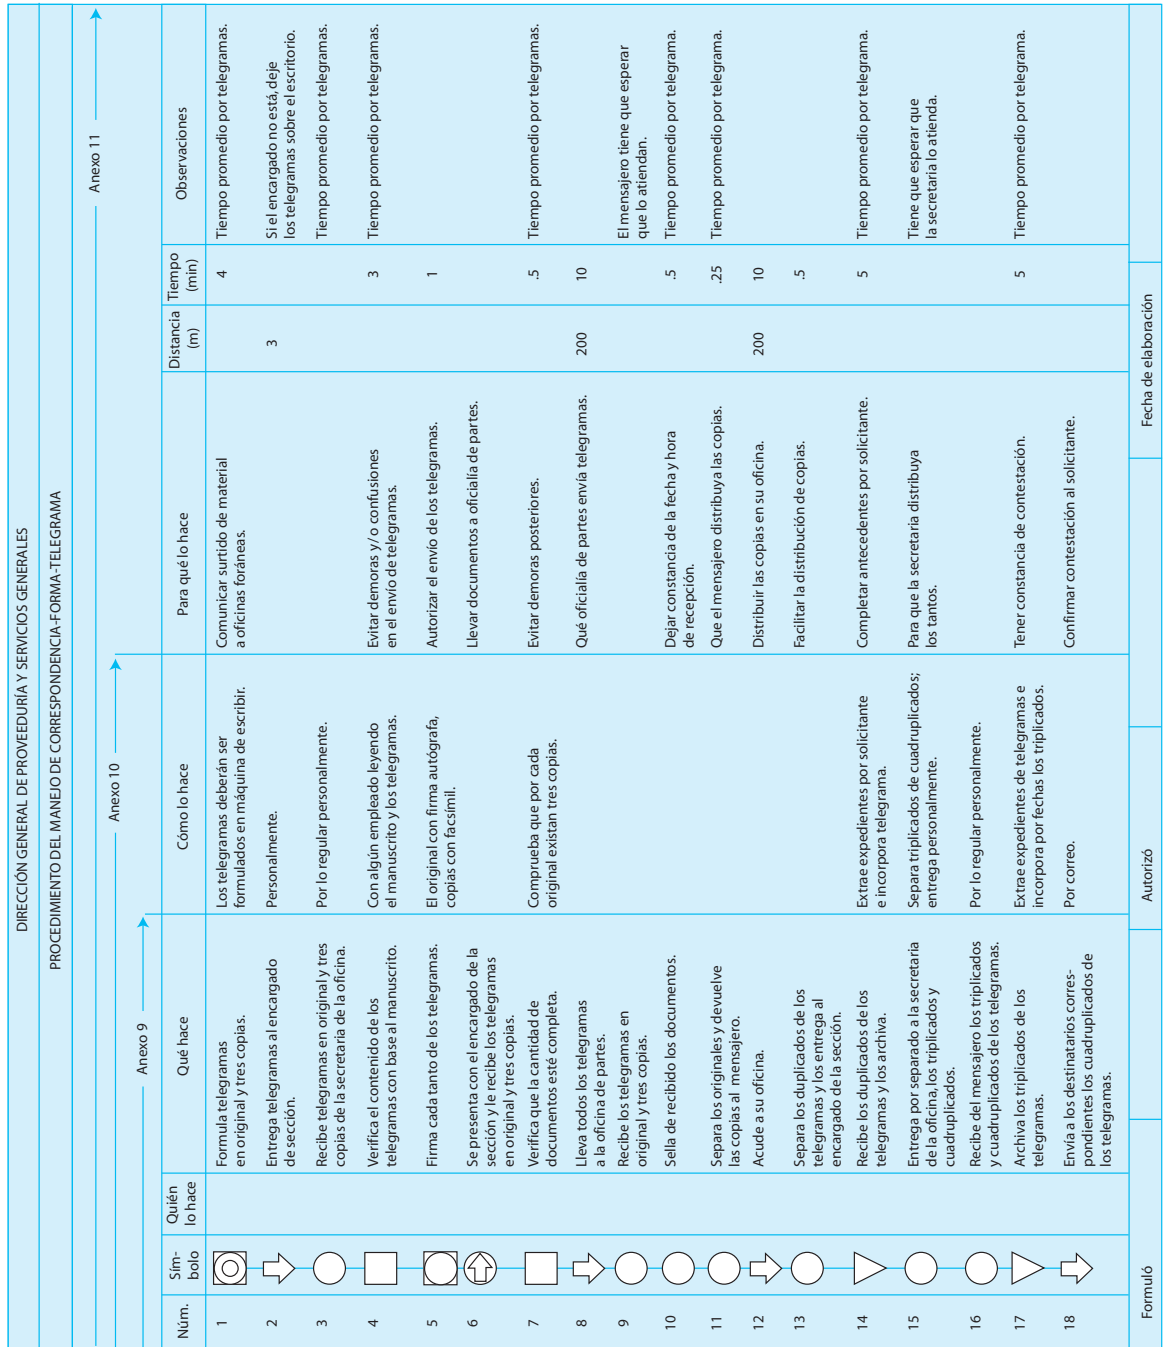 DIRECCIÓN GENERAL DE PROVEEDURÍA Y SERVICIOS GENERALES
PROCEDIMIENTO DEL MANEJO DE CORRESPONDENCIA-FORMA-TELEGRAMA
Anexo 11
Anexo 10
Anexo 9
Núm.
Sím-
bolo
Quién
lo hace
Qué hace
Cómo lo hace
Para qué lo hace
Distancia
(m)
Tiempo
(min)
Observaciones
1
Formula telegramas
en original y tres copias.
Los telegramas deberán ser
formulados en máquina de escribir.
Comunicar surtido de material
a oficinas foráneas.
4
Tiempo promedio por telegramas.
2
Entrega telegramas al encargado
de sección.
Personalmente.
3
Si el encargado no está, deje
los telegramas sobre el escritorio.
3
Recibe telegramas en original y tres
copias de la secretaria de la oficina.
Por lo regular personalmente.
Tiempo promedio por telegramas.
4
Verifica el contenido de los
telegramas con base al manuscrito.
Con algún empleado leyendo
el manuscrito y los telegramas.
Evitar demoras y/o confusiones
en el envío de telegramas.
3
Tiempo promedio por telegramas.
5
Firma cada tanto de los telegramas.
El original con firma autógrafa,
copias con facsímil.
Autorizar el envío de los telegramas.
1
6
Se presenta con el encargado de la
sección y le recibe los telegramas
en original y tres copias.
Llevar documentos a oficialía de partes.
7
Verifica que la cantidad de
documentos esté completa.
Comprueba que por cada
original existan tres copias.
Evitar demoras posteriores.
.5
Tiempo promedio por telegramas.
8
Lleva todos los telegramas
a la oficina de partes.
Qué oficialía de partes envía telegramas.
200
10
9
Recibe los telegramas en
original y tres copias.
El mensajero tiene que esperar
que lo atiendan.
10
Sella de recibido los documentos.
Dejar constancia de la fecha y hora
de recepción.
.5
Tiempo promedio por telegrama.
11
Separa los originales y devuelve
las copias al mensajero.
Que el mensajero distribuya las copias.
.25
Tiempo promedio por telegrama.
12
Acude a su oficina.
Distribuir las copias en su oficina.
200
10
13
Separa los duplicados de los
telegramas y los entrega al
encargado de la sección.
Facilitar la distribución de copias.
.5
14
Recibe los duplicados de los
telegramas y los archiva.
Extrae expedientes por solicitante
e incorpora telegrama.
Completar antecedentes por solicitante.
5
Tiempo promedio por telegrama.
15
Entrega por separado a la secretaria
de la oficina, los triplicados y
cuadruplicados.
Separa triplicados de cuadruplicados;
entrega personalmente.
Para que la secretaria distribuya
los tantos.
Tiene que esperar que
la secretaria lo atienda.
16
Recibe del mensajero los triplicados
y cuadruplicados de los telegramas.
Por lo regular personalmente.
17
Archiva los triplicados de los
telegramas.
Extrae expedientes de telegramas e
incorpora por fechas los triplicados.
Tener constancia de contestación.
5
Tiempo promedio por telegrama.
18
Envía a los destinatarios corres-
pondientes los cuadruplicados de
los telegramas.
Por correo.
Confirmar contestación al solicitante.
Formuló
Autorizó
Fecha de elaboración